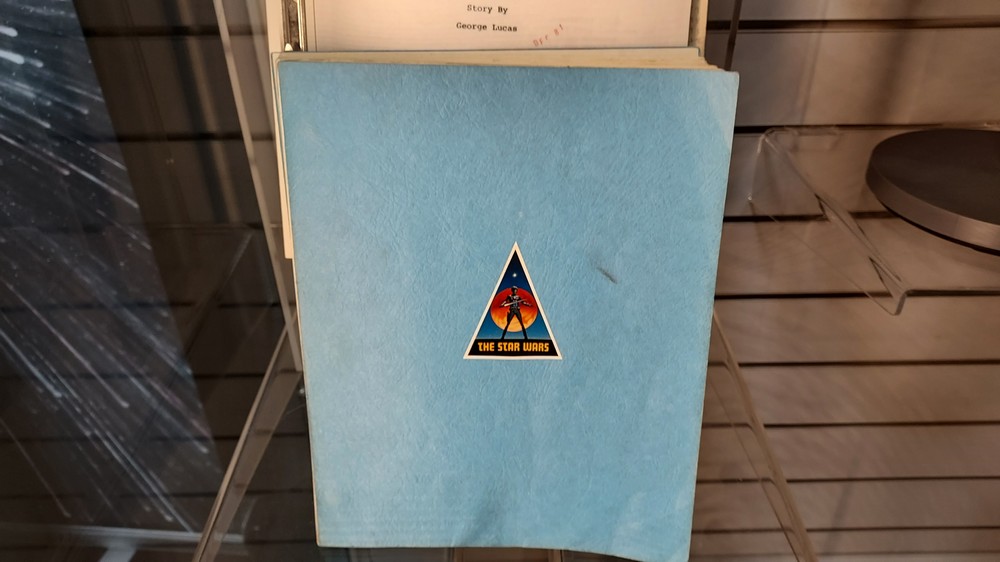 Story By
George Lucas
THE STAR WARS